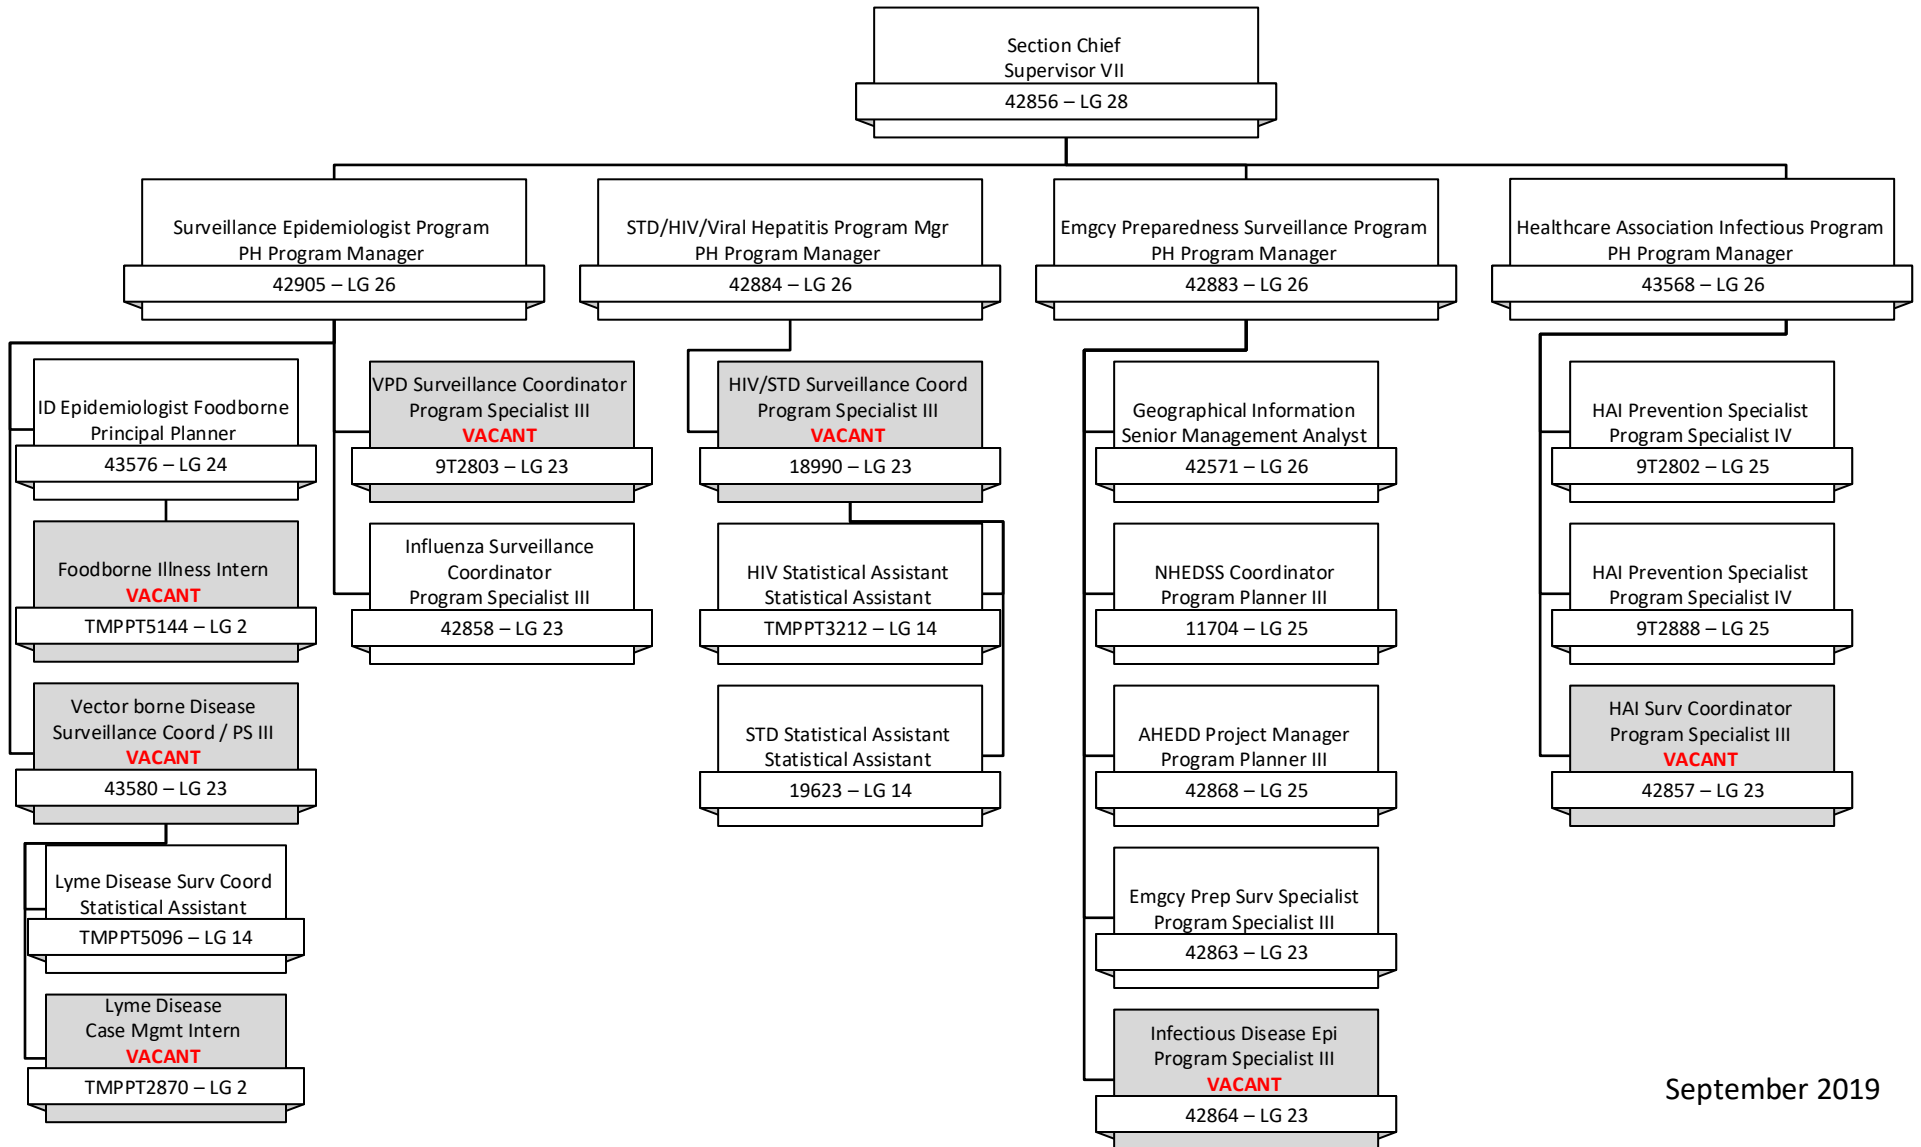 Section Chief
Supervisor VII
42856 – LG 28
Surveillance Epidemiologist Program
PH Program Manager
42905 – LG 26
STD/HIV/Viral Hepatitis Program Mgr
PH Program Manager
42884 – LG 26
Emgcy Preparedness Surveillance Program
PH Program Manager
42883 – LG 26
Healthcare Association Infectious Program
PH Program Manager
43568 – LG 26
ID Epidemiologist Foodborne
Principal Planner
43576 – LG 24
Foodborne Illness Intern
VACANT
TMPPT5144 – LG 2
Vector borne Disease
Surveillance Coord / PS III
VACANT
43580 – LG 23
Lyme Disease Surv Coord
Statistical Assistant
TMPPT5096 – LG 14
Lyme Disease
Case Mgmt Intern
VACANT
TMPPT2870 – LG 2
VPD Surveillance Coordinator
Program Specialist III
VACANT
9T2803 – LG 23
Influenza Surveillance
Coordinator
Program Specialist III
42858 – LG 23
HIV/STD Surveillance Coord
Program Specialist III
VACANT
18990 – LG 23
HIV Statistical Assistant
Statistical Assistant
TMPPT3212 – LG 14
STD Statistical Assistant
Statistical Assistant
19623 – LG 14
Geographical Information
Senior Management Analyst
42571 – LG 26
NHEDSS Coordinator
Program Planner III
11704 – LG 25
AHEDD Project Manager
Program Planner III
42868 – LG 25
Emgcy Prep Surv Specialist
Program Specialist III
42863 – LG 23
Infectious Disease Epi
Program Specialist III
VACANT
42864 – LG 23
HAI Prevention Specialist
Program Specialist IV
9T2802 – LG 25
HAI Prevention Specialist
Program Specialist IV
9T2888 – LG 25
HAI Surv Coordinator
Program Specialist III
VACANT
42857 – LG 23
September 2019